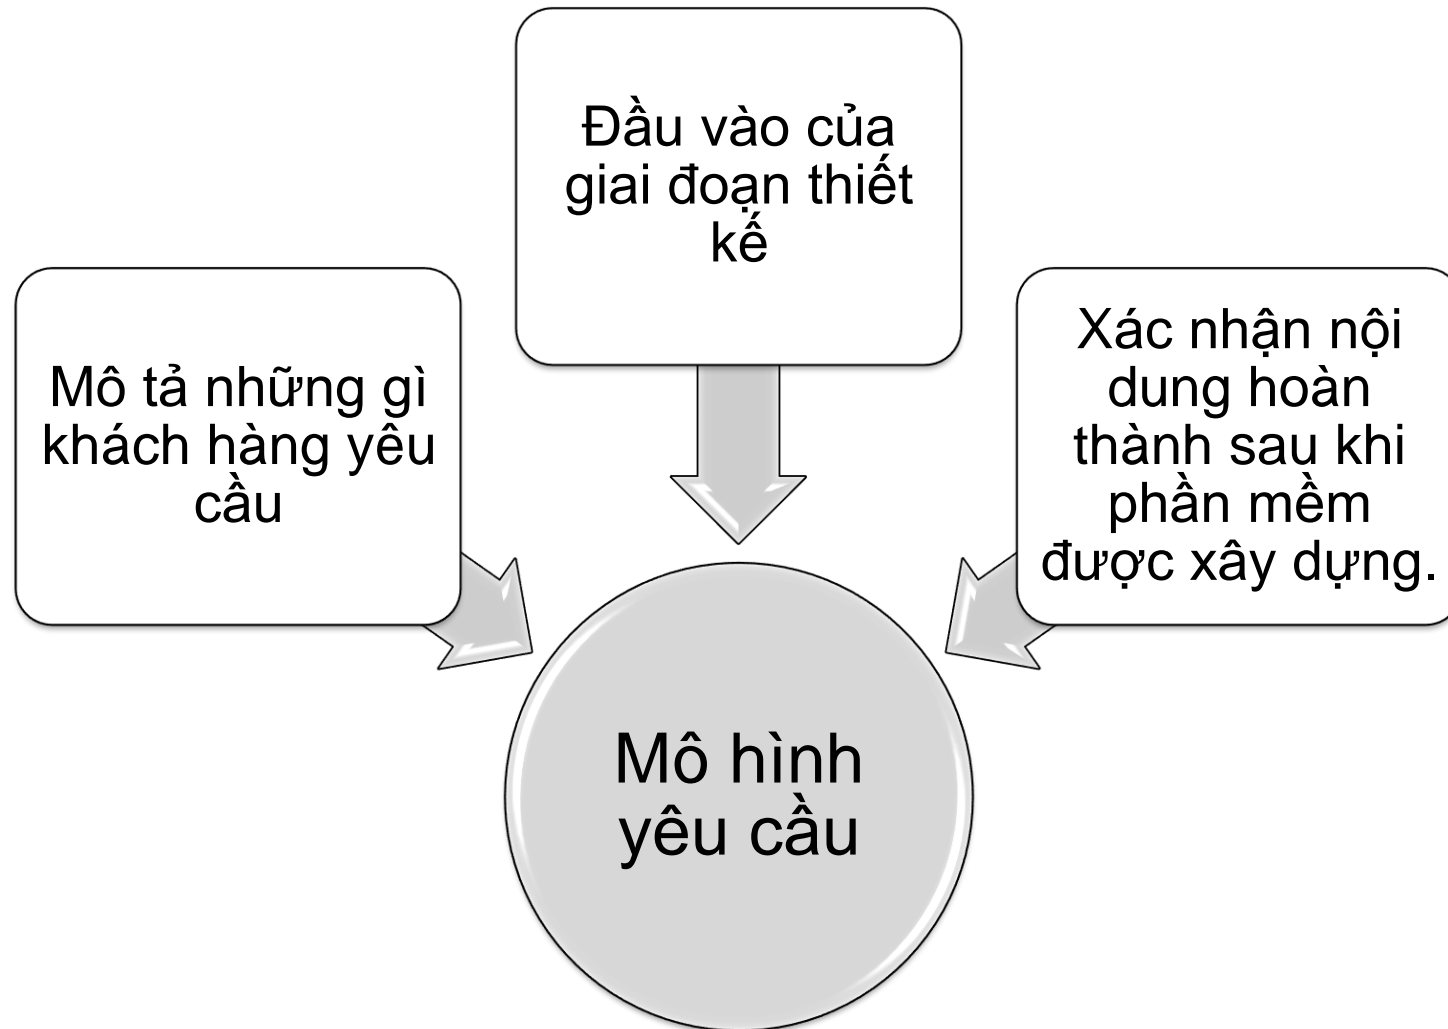 Đầu vào của
giai đoạn thiết
kế
Mô tả những gì
khách hàng yêu
cầu
Xác nhận nội
dung hoàn
thành sau khi
phần mềm
được xây dựng.
Mô hình
yêu cầu